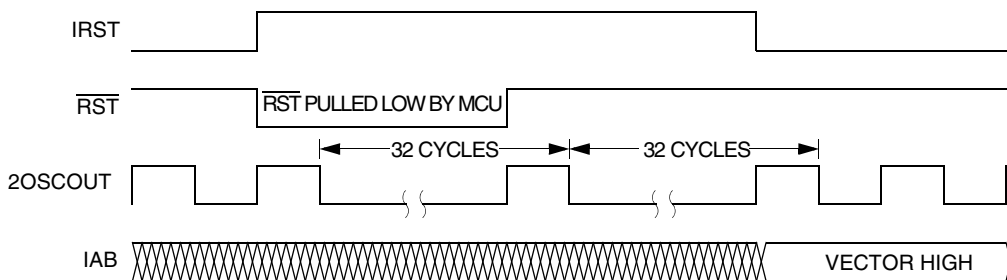 IRST
RST
RST PULLED LOW BY MCU
32 CYCLES
32 CYCLES
2OSCOUT
IAB
VECTOR HIGH